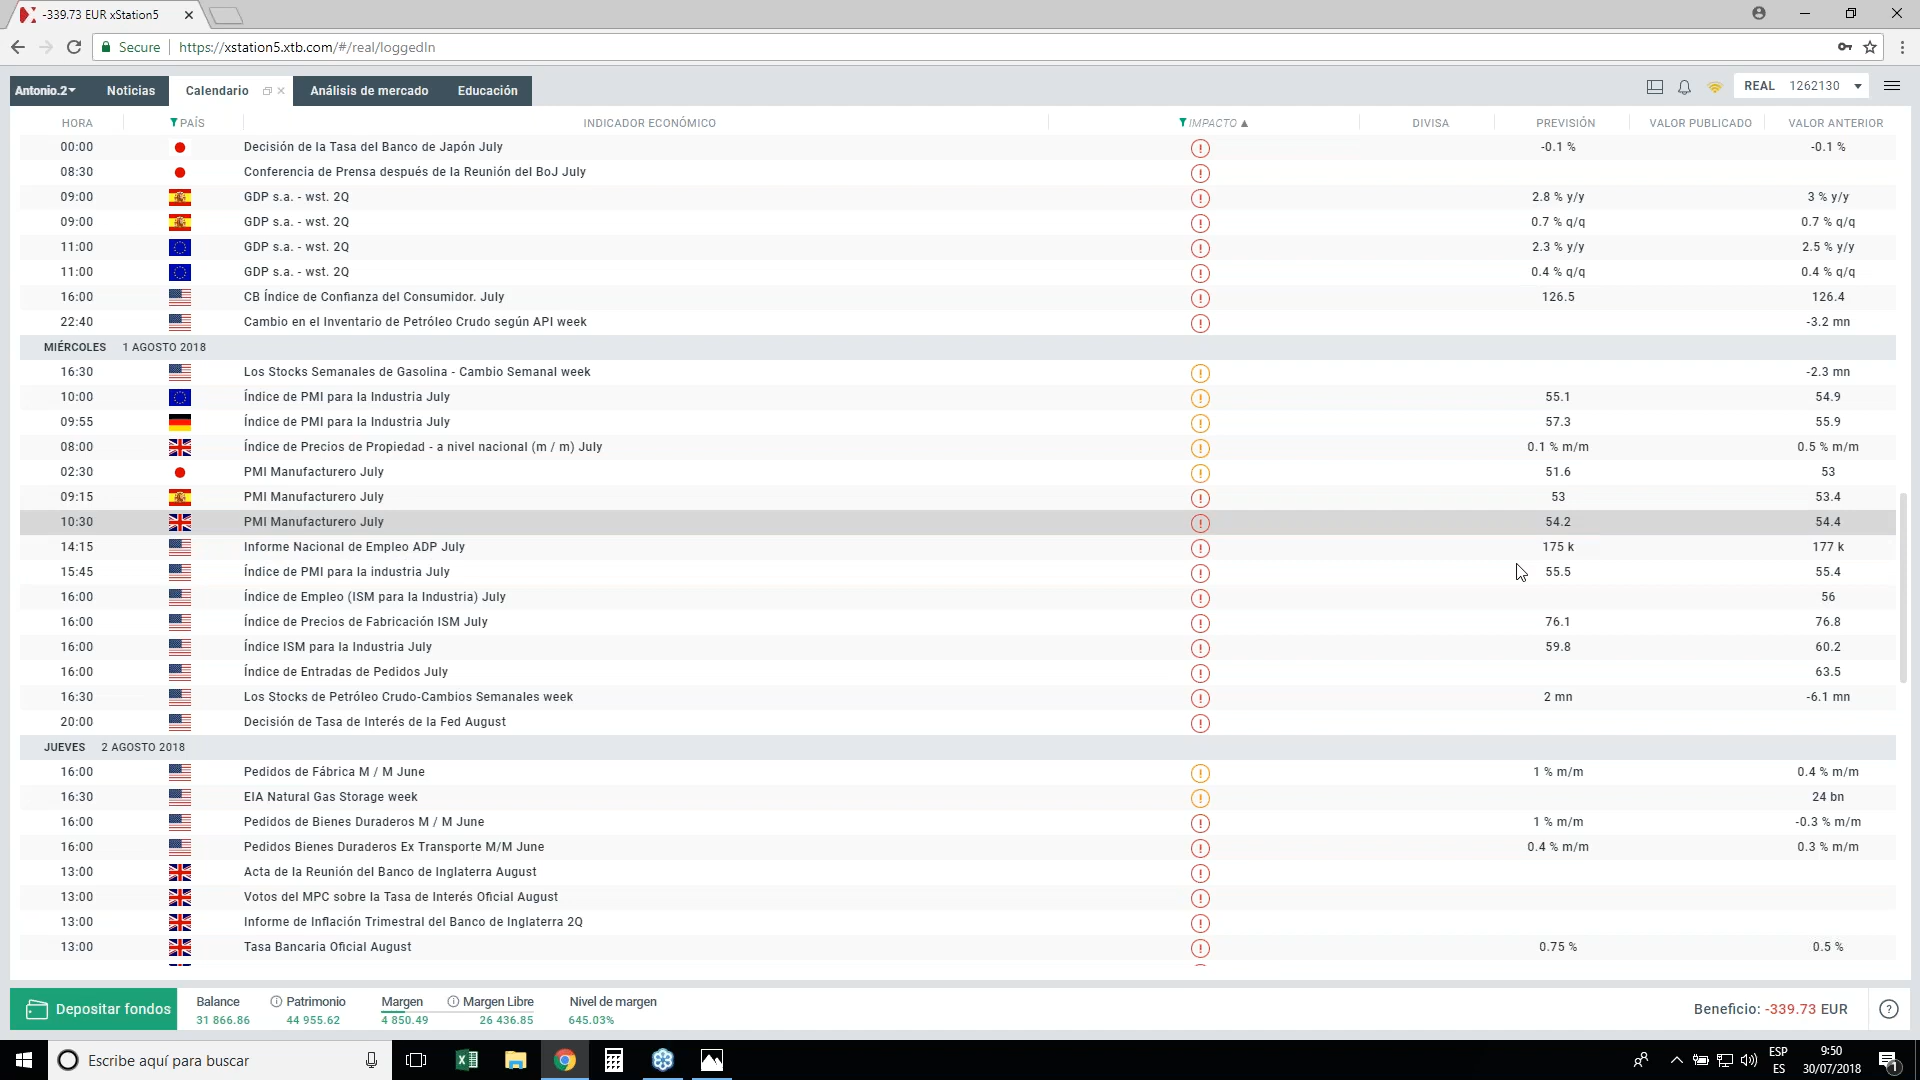 -339.73 EUR xStation5
Secure https://xstation5.xtb.com/#/real/loggedIn
Antonio.2 Noticias Calendario Análisis de mercado Educación REAL 1262130
HORA PAÍS INDICADOR ECONÓMICO IMPACTO ▲ DIVISA PREVISIÓN VALOR PUBLICADO VALOR ANTERIOR
00:00 Decisión de la Tasa del Banco de Japón July -0.1 % -0.1 %
08:30 Conferencia de Prensa después de la Reunión del BoJ July
09:00 GDP s.a. - wst. 2Q 2.8 % y/y 3 % y/y
09:00 GDP s.a. - wst. 2Q 0.7 % q/q 0.7 % q/q
11:00 GDP s.a. - wst. 2Q 2.3 % y/y 2.5 % y/y
11:00 GDP s.a. - wst. 2Q 0.4 % q/q 0.4 % q/q
16:00 CB Índice de Confianza del Consumidor. July 126.5 126.4
22:40 Cambio en el Inventario de Petróleo Crudo según API week -3.2 mn
MIÉRCOLES 1 AGOSTO 2018
16:30 Los Stocks Semanales de Gasolina - Cambio Semanal week -2.3 mn
10:00 Índice de PMI para la Industria July 55.1 54.9
09:55 Índice de PMI para la Industria July 57.3 55.9
08:00 Índice de Precios de Propiedad - a nivel nacional (m / m) July 0.1 % m/m 0.5 % m/m
02:30 PMI Manufacturero July 51.6 53
09:15 PMI Manufacturero July 53 53.4
10:30 PMI Manufacturero July 54.2 54.4
14:15 Informe Nacional de Empleo ADP July 175 k 177 k
15:45 Índice de PMI para la industria July 55.5 55.4
16:00 Índice de Empleo (ISM para la Industria) July 56
16:00 Índice de Precios de Fabricación ISM July 76.1 76.8
16:00 Índice ISM para la Industria July 59.8 60.2
16:00 Índice de Entradas de Pedidos July 63.5
16:30 Los Stocks de Petróleo Crudo-Cambios Semanales week 2 mn -6.1 mn
20:00 Decisión de Tasa de Interés de la Fed August
JUEVES 2 AGOSTO 2018
16:00 Pedidos de Fábrica M / M June 1 % m/m 0.4 % m/m
16:30 EIA Natural Gas Storage week 24 bn
16:00 Pedidos de Bienes Duraderos M / M June 1 % m/m -0.3 % m/m
16:00 Pedidos Bienes Duraderos Ex Transporte M/M June 0.4 % m/m 0.3 % m/m
13:00 Acta de la Reunión del Banco de Inglaterra August
13:00 Votos del MPC sobre la Tasa de Interés Oficial August
13:00 Informe de Inflación Trimestral del Banco de Inglaterra 2Q
13:00 Tasa Bancaria Oficial August 0.75 % 0.5 %
Depositar fondos Balance Patrimonio Margen Margen Libre Nivel de margen Beneficio: -339.73 EUR
31 866.86 44 955.62 4 850.49 26 436.85 645.03%
Escribe aquí para buscar
ESP 9:50
ES 30/07/2018 1